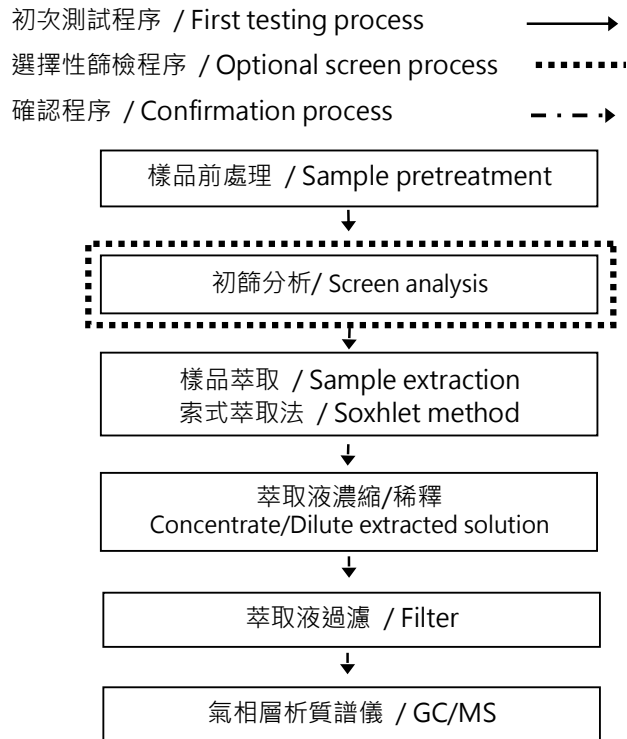 初次測試程序 / First testing process
選擇性篩檢程序 / Optional screen process
確認程序 / Confirmation process
樣品前處理 / Sample pretreatment
初篩分析/ Screen analysis
樣品萃取 / Sample extraction
索式萃取法 / Soxhlet method
萃取液濃縮/稀釋
Concentrate/Dilute extracted solution
萃取液過濾 / Filter
氣相層析質譜儀 / GC/MS